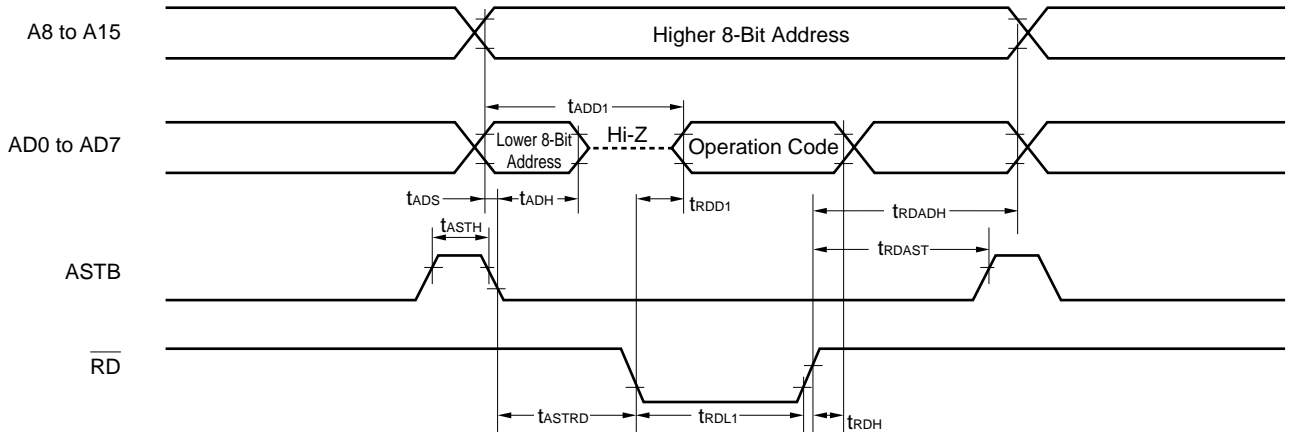 A8 to A15
Higher 8-Bit Address
tADD1
AD0 to AD7
Lower 8-Bit
Address
Hi-Z
Operation Code
tADS
tADH
tRDD1
tRDADH
tASTH
tRDAST
ASTB
RD
tASTRD
tRDL1
tRDH